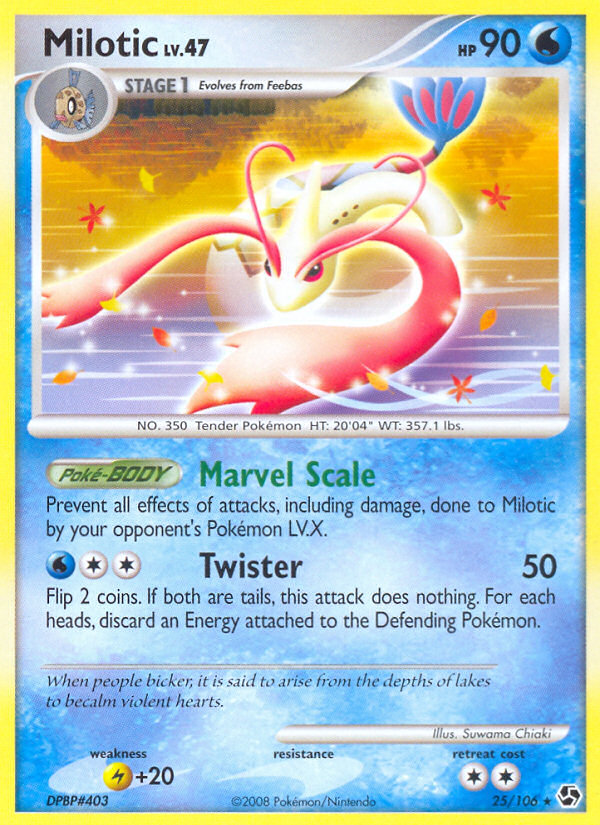 Milotic LV.47
HP 90
STAGE 1 Evolves from Feebas
NO. 350 Tender Pokémon HT: 20'04" WT: 357.1 lbs.
Poké-BODY Marvel Scale
Prevent all effects of attacks, including damage, done to Milotic
by your opponent's Pokémon LV.X.
Twister 50
Flip 2 coins. If both are tails, this attack does nothing. For each
heads, discard an Energy attached to the Defending Pokémon.
When people bicker, it is said to arise from the depths of lakes
to becalm violent hearts.
Illus. Suwama Chiaki
weakness resistance retreat cost
+20
DPBP#403 ©2008 Pokémon/Nintendo 25/106 ★